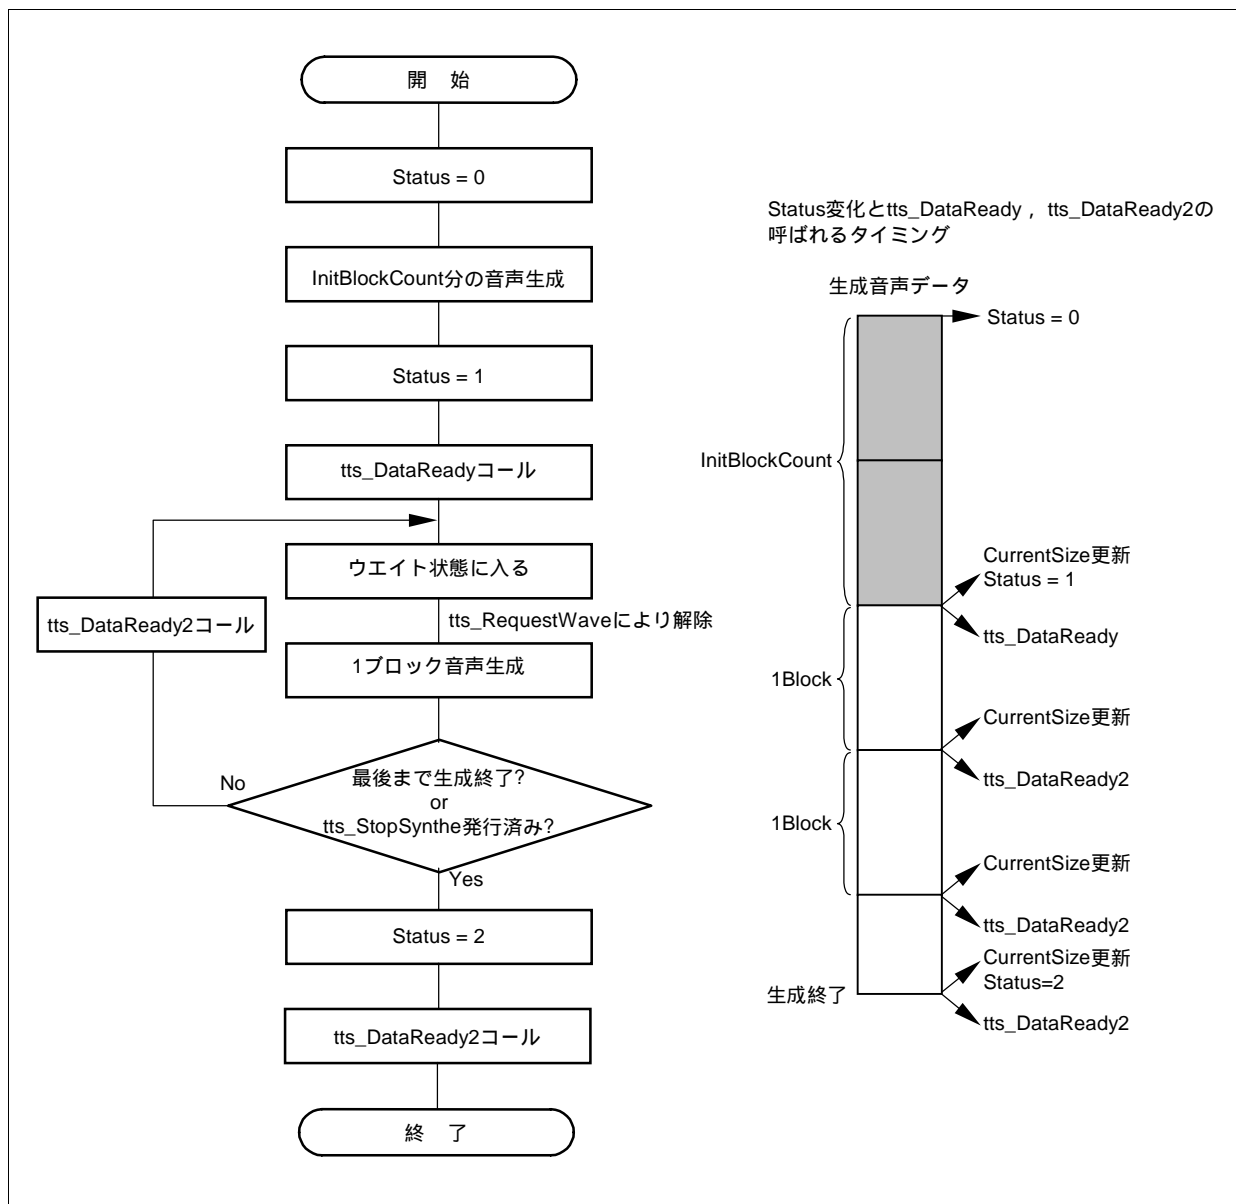 開 始
Status = 0
InitBlockCount分の音声生成
Status = 1
tts_DataReadyコール
ウエイト状態に入る
tts_RequestWaveにより解除
tts_DataReady2コール
1ブロック音声生成
No
最後まで生成終了?
or
tts_StopSynthe発行済み?
Yes
Status = 2
tts_DataReady2コール
終 了
Status変化とtts_DataReady , tts_DataReady2の
呼ばれるタイミング
生成音声データ
Status = 0
InitBlockCount
CurrentSize更新
Status = 1
tts_DataReady
1Block
CurrentSize更新
tts_DataReady2
1Block
CurrentSize更新
tts_DataReady2
CurrentSize更新
Status=2
生成終了
tts_DataReady2